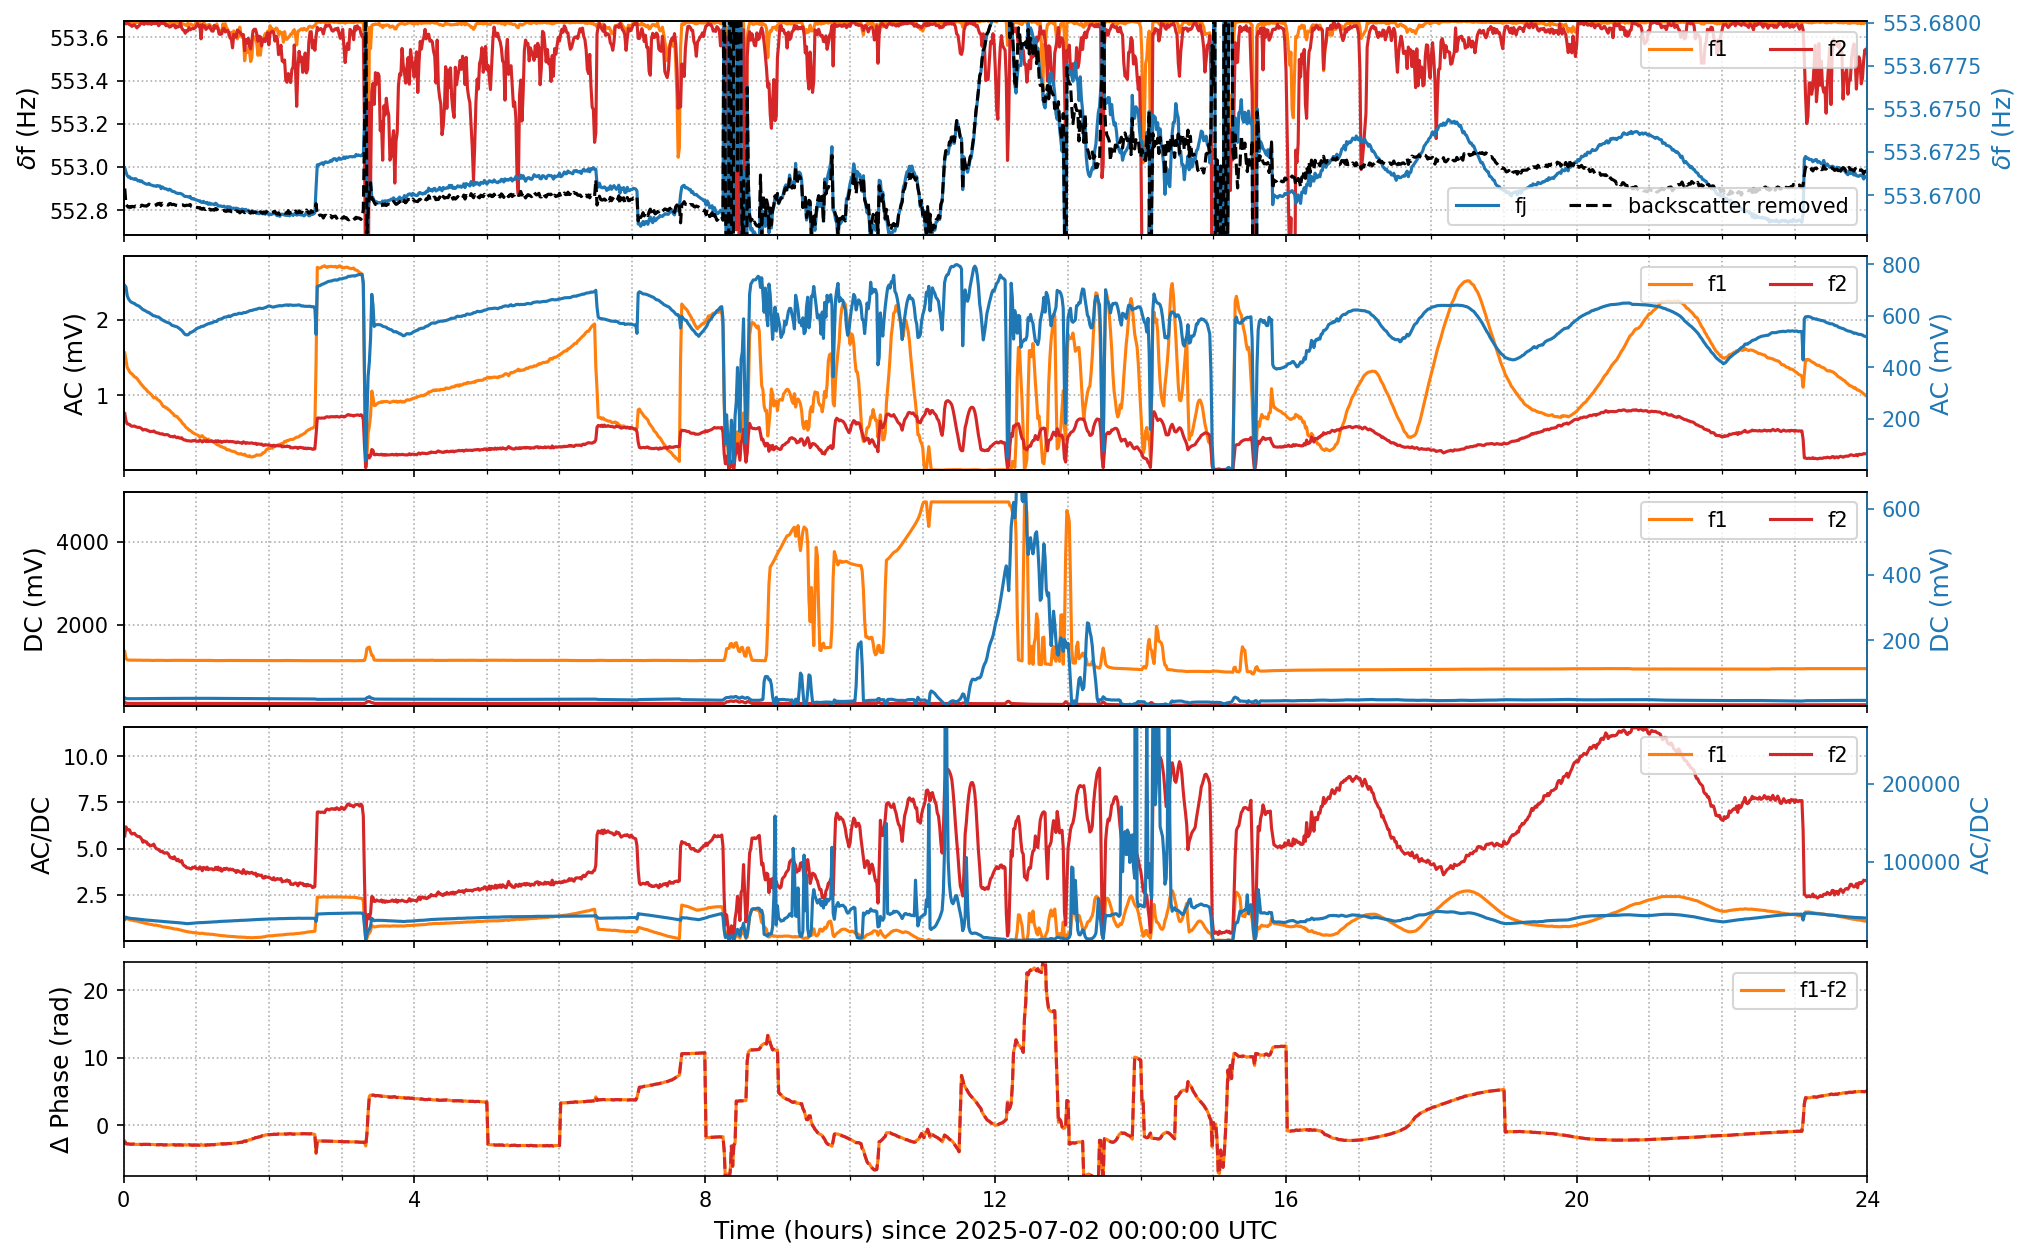 553.6
553.4
553.2
553.0
552.8
δf (Hz)
553.6800
553.6775
553.6750
553.6725
553.6700
δf (Hz)
f1 f2
fj backscatter removed
2
1
AC (mV)
800
600
400
200
AC (mV)
f1 f2
4000
2000
DC (mV)
600
400
200
DC (mV)
f1 f2
10.0
7.5
5.0
2.5
AC/DC
200000
100000
AC/DC
f1 f2
20
10
0
Δ Phase (rad)
f1-f2
0 4 8 12 16 20 24
Time (hours) since 2025-07-02 00:00:00 UTC